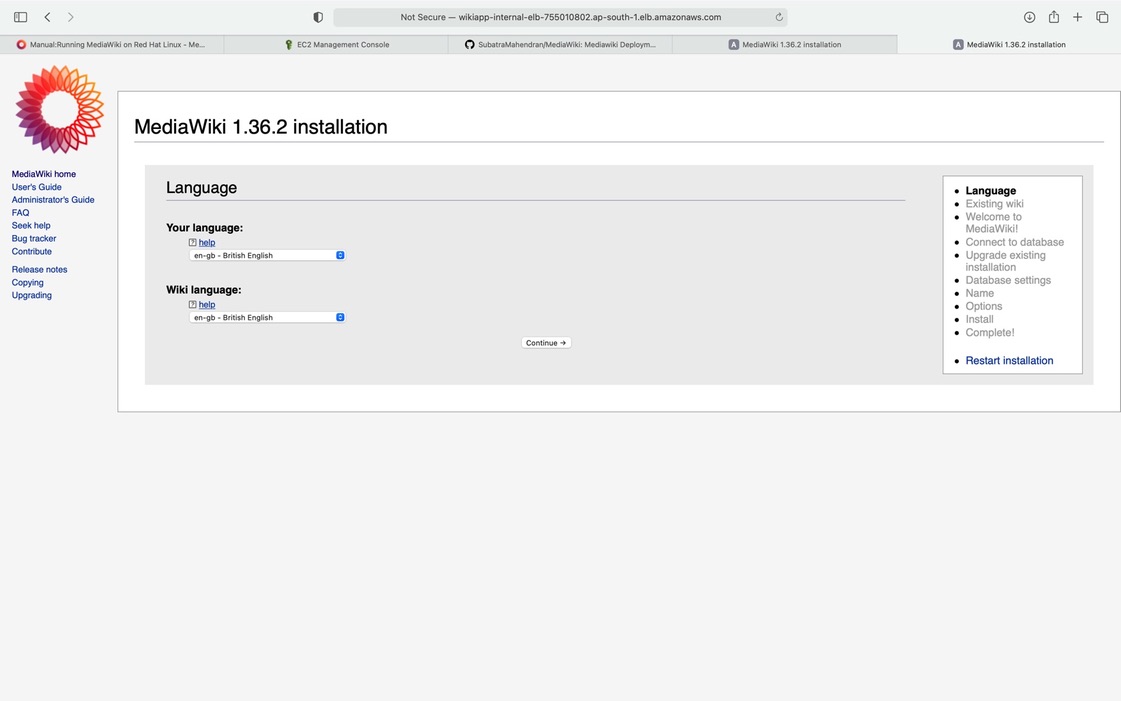 Not Secure — wikiapp-internal-elb-755010802.ap-south-1.elb.amazonaws.com
Manual:Running MediaWiki on Red Hat Linux - Me...
EC2 Management Console
SubatraMahendran/MediaWiki: Mediawiki Deploym...
A MediaWiki 1.36.2 installation
A MediaWiki 1.36.2 installation
MediaWiki home
User's Guide
Administrator's Guide
FAQ
Seek help
Bug tracker
Contribute
Release notes
Copying
Upgrading
MediaWiki 1.36.2 installation
Language
Your language:
? help
en-gb - British English
Wiki language:
? help
en-gb - British English
Continue →
Language
Existing wiki
Welcome to
MediaWiki!
Connect to database
Upgrade existing
installation
Database settings
Name
Options
Install
Complete!
Restart installation